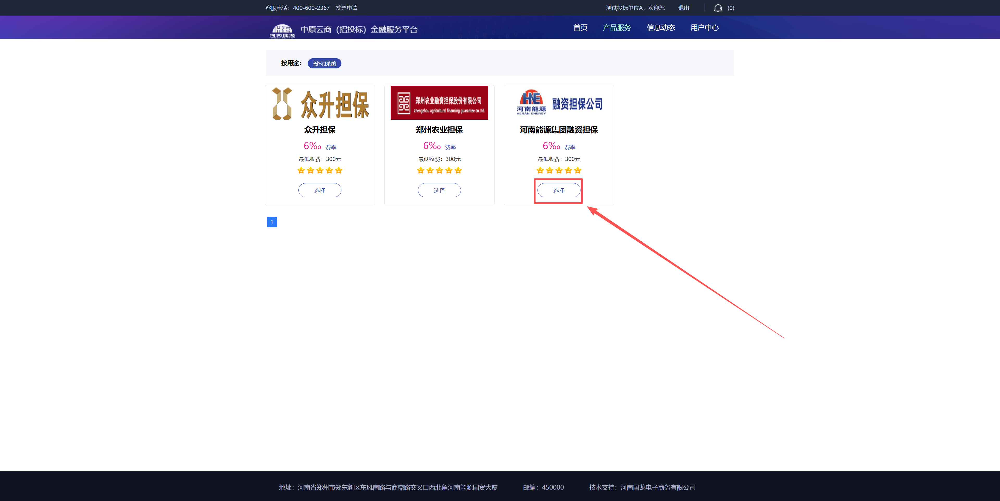 客服电话：400-600-2367 发票申请 测试投标单位A，欢迎您 退出 (0)
河南能源
HENAN ENERGY
中原云商（招投标）金融服务平台
首页 产品服务 信息动态 用户中心
按用途： 投标保函
众升担保
众升担保
6‰ 费率
最低收费：300元
选择
郑州农业融资担保股份有限公司
zhengzhou agricultural financing guarantee co.,ltd.
郑州农业担保
6‰ 费率
最低收费：300元
选择
HNE
河南能源
HENAN ENERGY
融资担保公司
河南能源集团融资担保
6‰ 费率
最低收费：300元
选择
1
地址：河南省郑州市郑东新区东风南路与商鼎路交叉口西北角河南能源国贸大厦 邮编：450000 技术支持：河南国龙电子商务有限公司